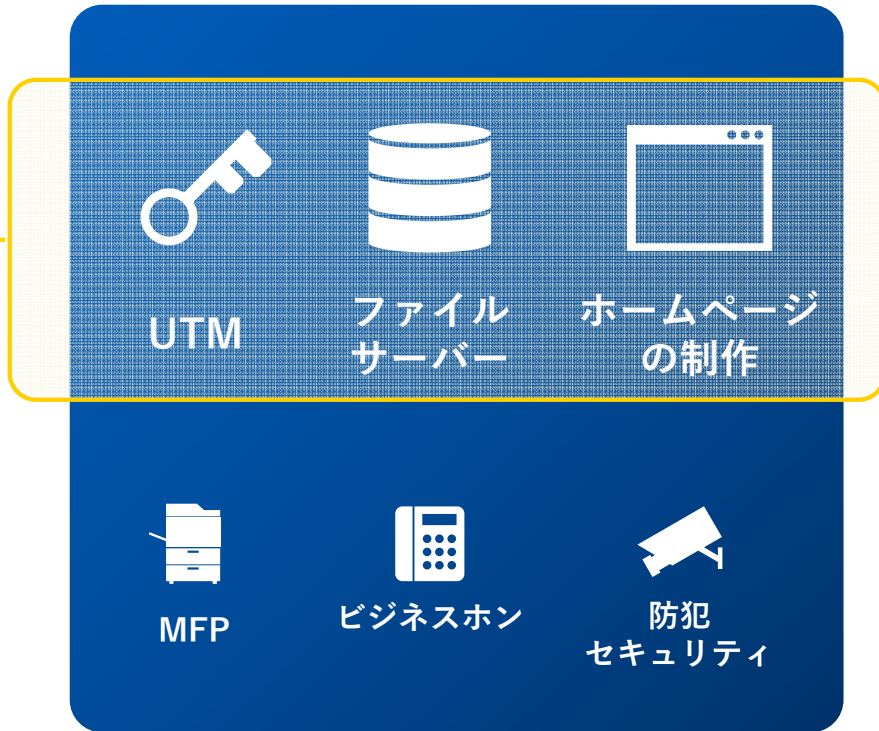 UTM
ファイル
サーバー
ホームページ
の制作
MFP
ビジネスホン
防犯
セキュリティ